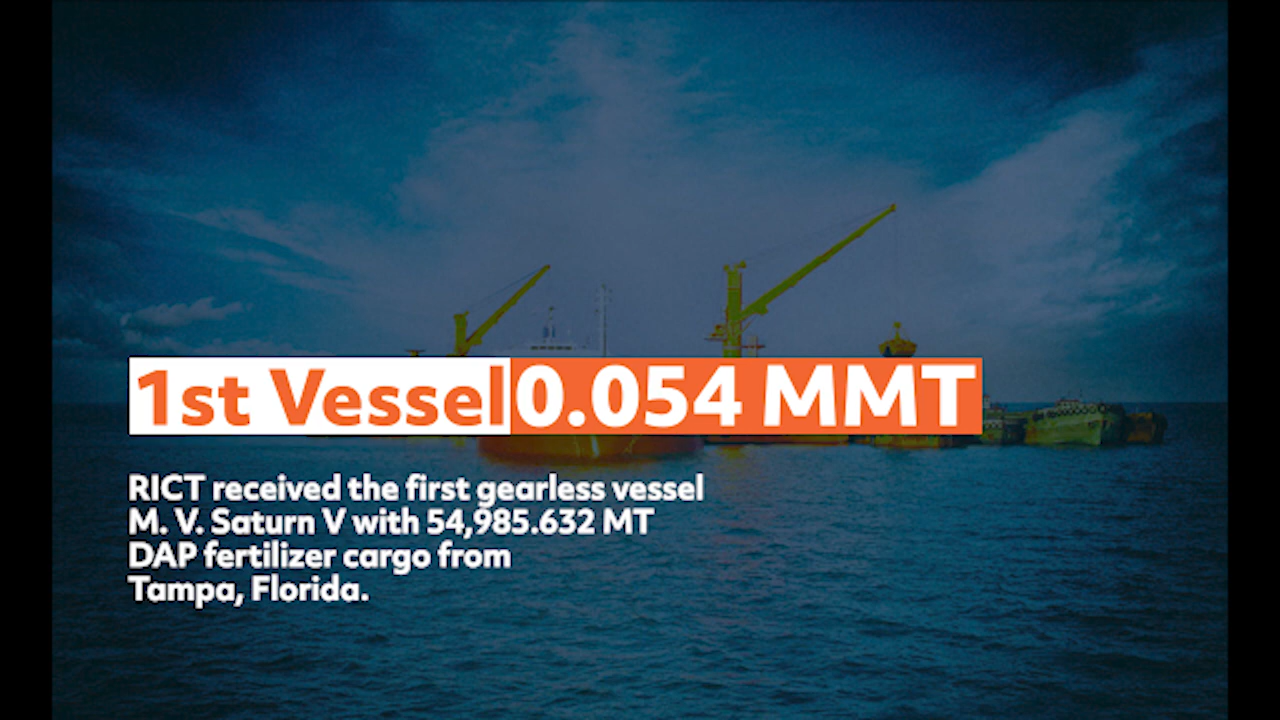 1st Vessel 0.054 MMT
RICT received the first gearless vessel
M. V. Saturn V with 54,985.632 MT
DAP fertilizer cargo from
Tampa, Florida.